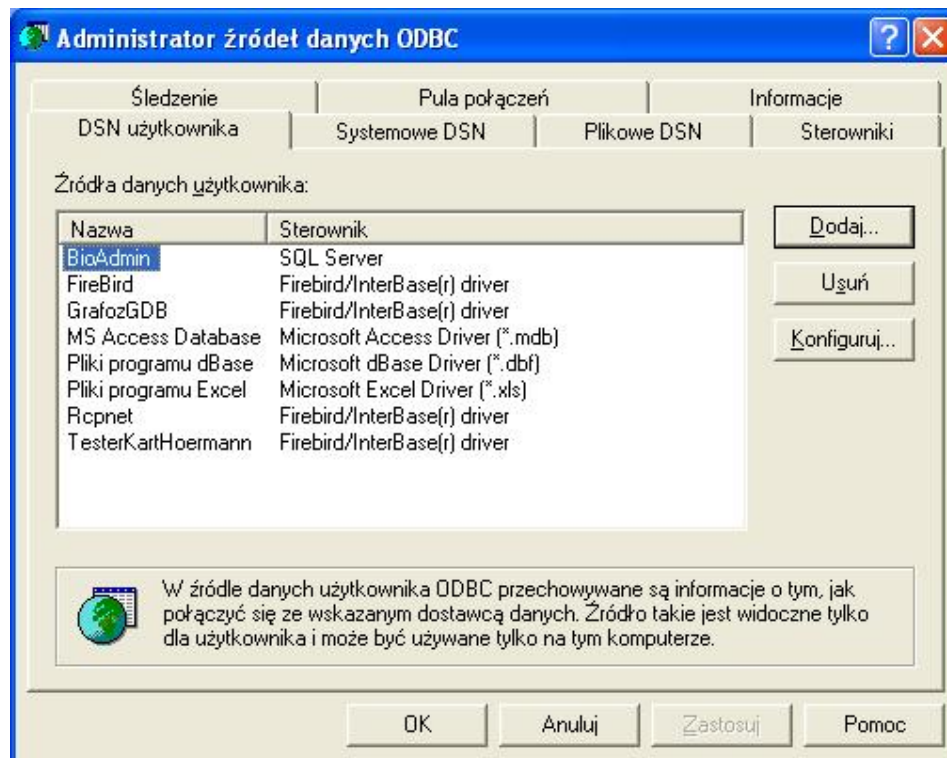 Administrator źródeł danych ODBC
Śledzenie Pula połączeń Informacje
DSN użytkownika Systemowe DSN Plikowe DSN Sterowniki
Źródła danych użytkownika:
Nazwa Sterownik
BioAdmin SQL Server
FireBird Firebird/InterBase(r) driver
GrafozGDB Firebird/InterBase(r) driver
MS Access Database Microsoft Access Driver (*.mdb)
Pliki programu dBase Microsoft dBase Driver (*.dbf)
Pliki programu Excel Microsoft Excel Driver (*.xls)
Rcpnet Firebird/InterBase(r) driver
TesterKartHoermann Firebird/InterBase(r) driver
Dodaj...
Usuń
Konfiguruj...
W źródle danych użytkownika ODBC przechowywane są informacje o tym, jak
połączyć się ze wskazanym dostawcą danych. Źródło takie jest widoczne tylko
dla użytkownika i może być używane tylko na tym komputerze.
OK Anuluj Zastosuj Pomoc